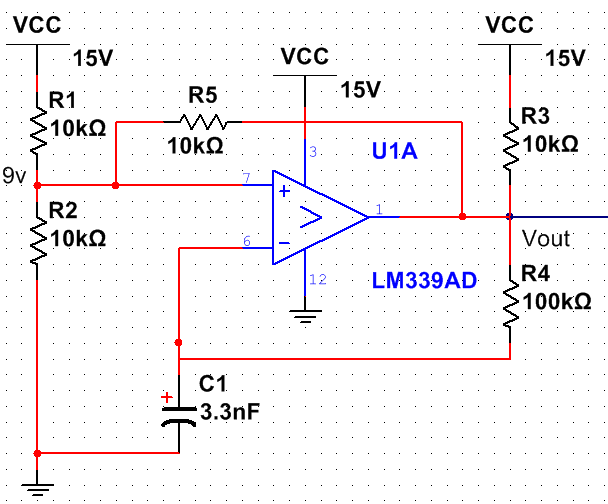 VCC
15V
R1
10kΩ
9v
R2
10kΩ
R5
10kΩ
VCC
15V
3
U1A
7
+
6
−
>
1
12
LM339AD
VCC
15V
R3
10kΩ
Vout
R4
100kΩ
+
C1
3.3nF